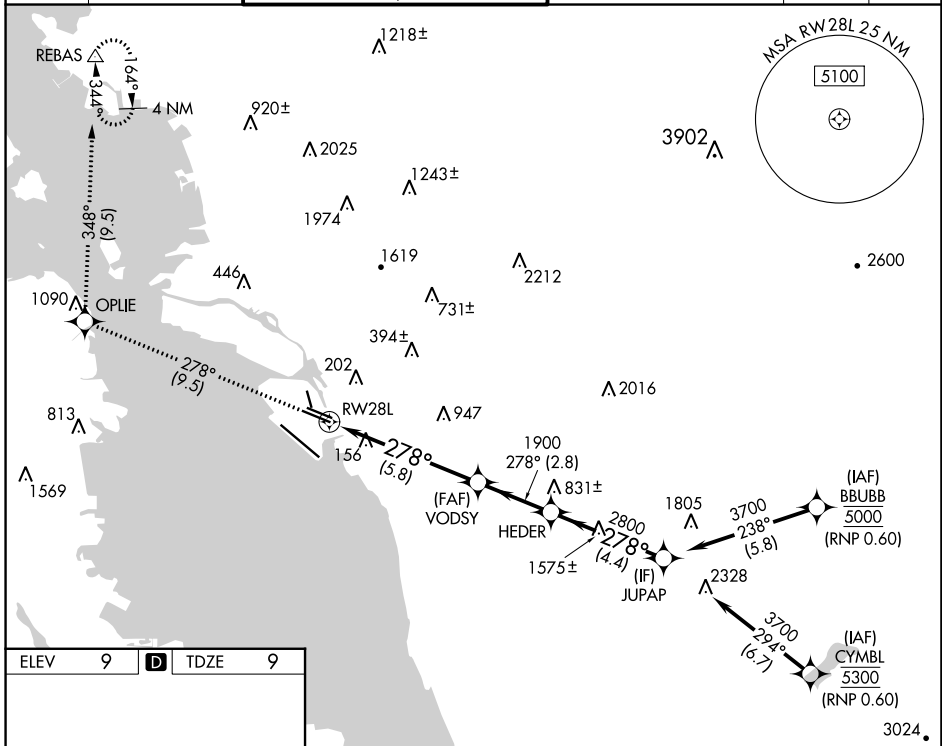 REBAS
164°
344°
4 NM
1218±
MSA RW28L 25 NM
5100
920±
2025
3902
1243±
1974
348°
(9.5)
1619
2600
446
2212
1090
OPLIE
731±
394±
278°
(9.5)
202
2016
RW28L
947
813
156
278°
(5.8)
1900
278° (2.8)
1569
(FAF)
VODSY
831±
HEDER
1805
3700
238°
(5.8)
(IAF)
BBUBB
5000
(RNP 0.60)
2800
278°
(4.4)
1575±
(IF)
JUPAP
2328
3700
294°
(6.7)
(IAF)
CYMBL
5300
(RNP 0.60)
ELEV 9 D TDZE 9
3024